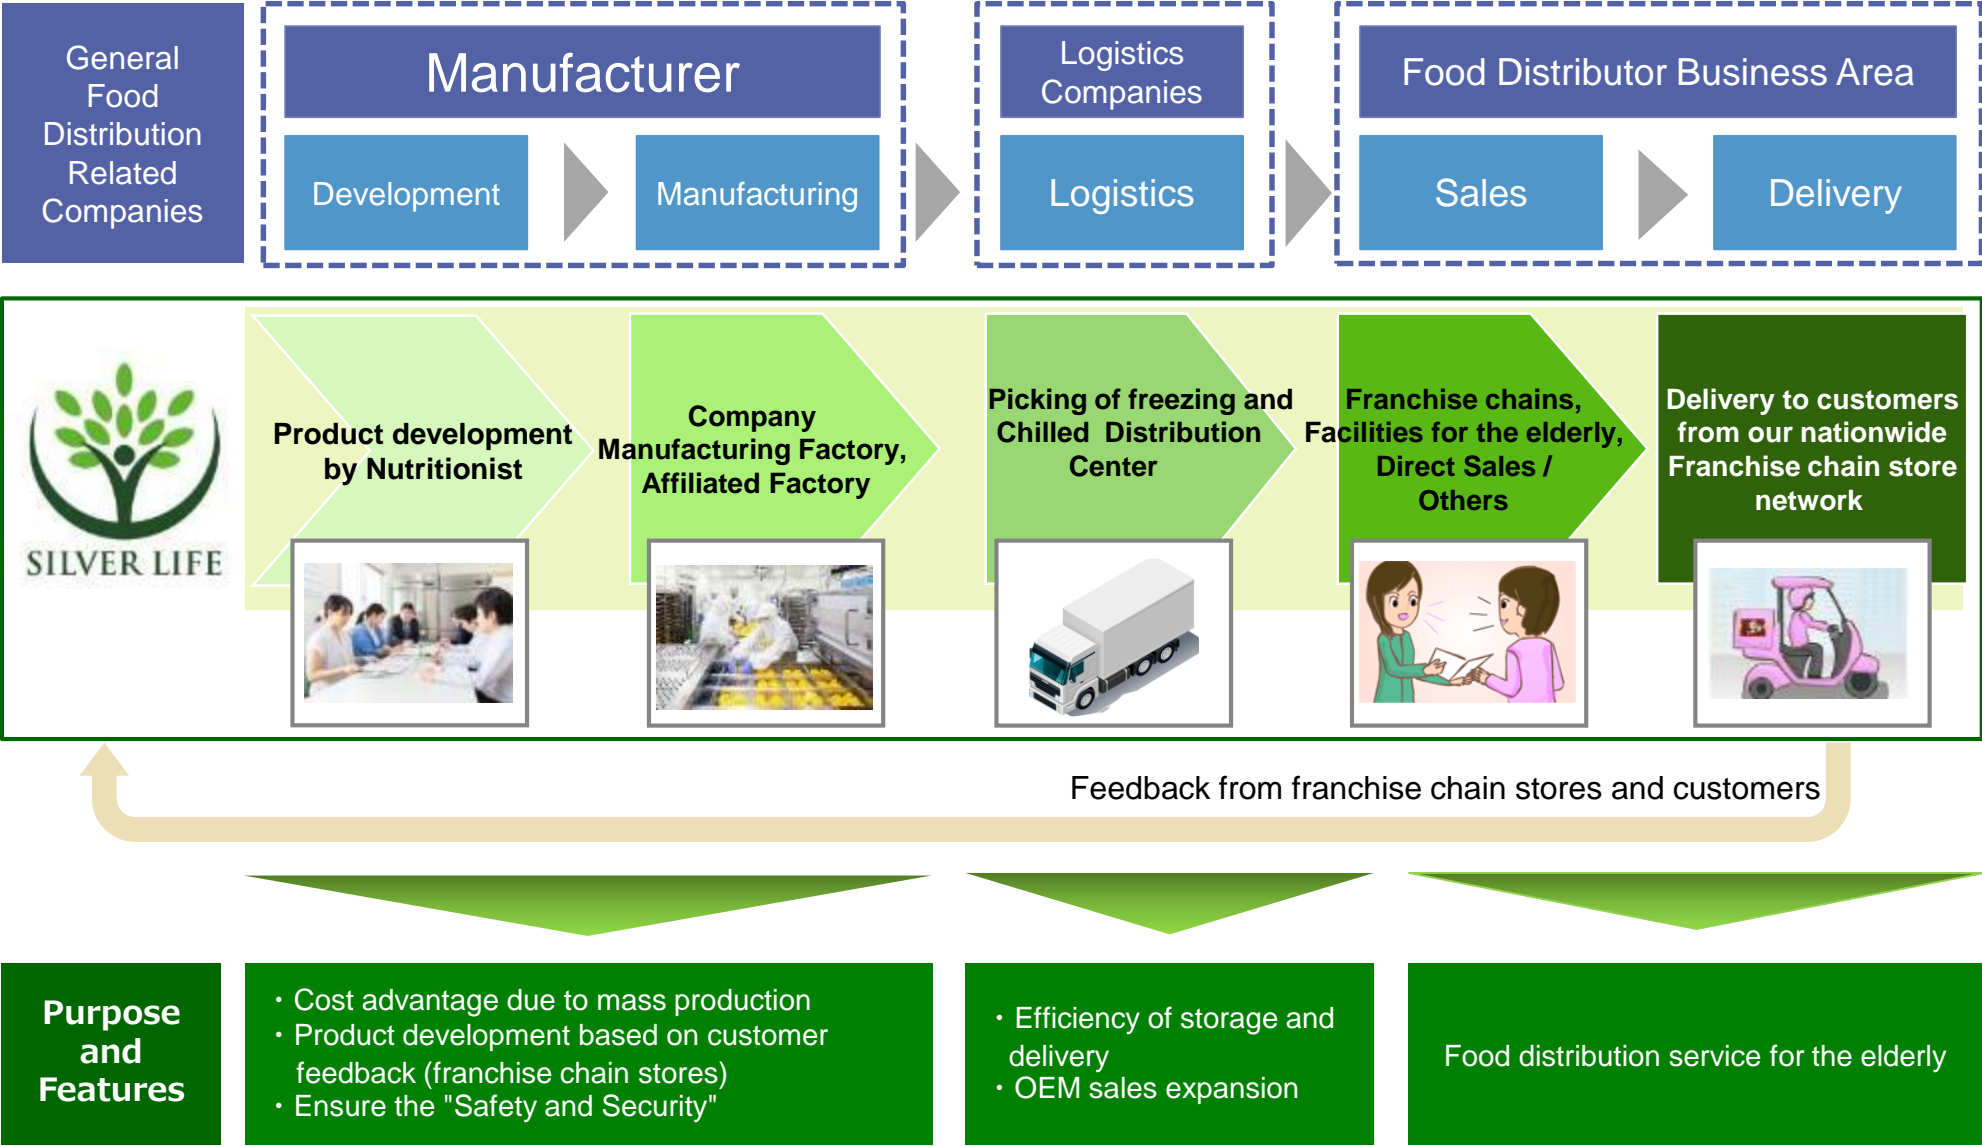 General
Food
Distribution
Related
Companies
Manufacturer
Development
Manufacturing
Logistics
Companies
Logistics
Food Distributor Business Area
Sales
Delivery
SILVER LIFE
Product development
by Nutritionist
Company
Manufacturing Factory,
Affiliated Factory
Picking of freezing and
Chilled Distribution
Center
Franchise chains,
Facilities for the elderly,
Direct Sales /
Others
Delivery to customers
from our nationwide
Franchise chain store
network
Feedback from franchise chain stores and customers
Purpose
and
Features
・Cost advantage due to mass production
・Product development based on customer
feedback (franchise chain stores)
・Ensure the "Safety and Security"
・Efficiency of storage and
delivery
・OEM sales expansion
Food distribution service for the elderly